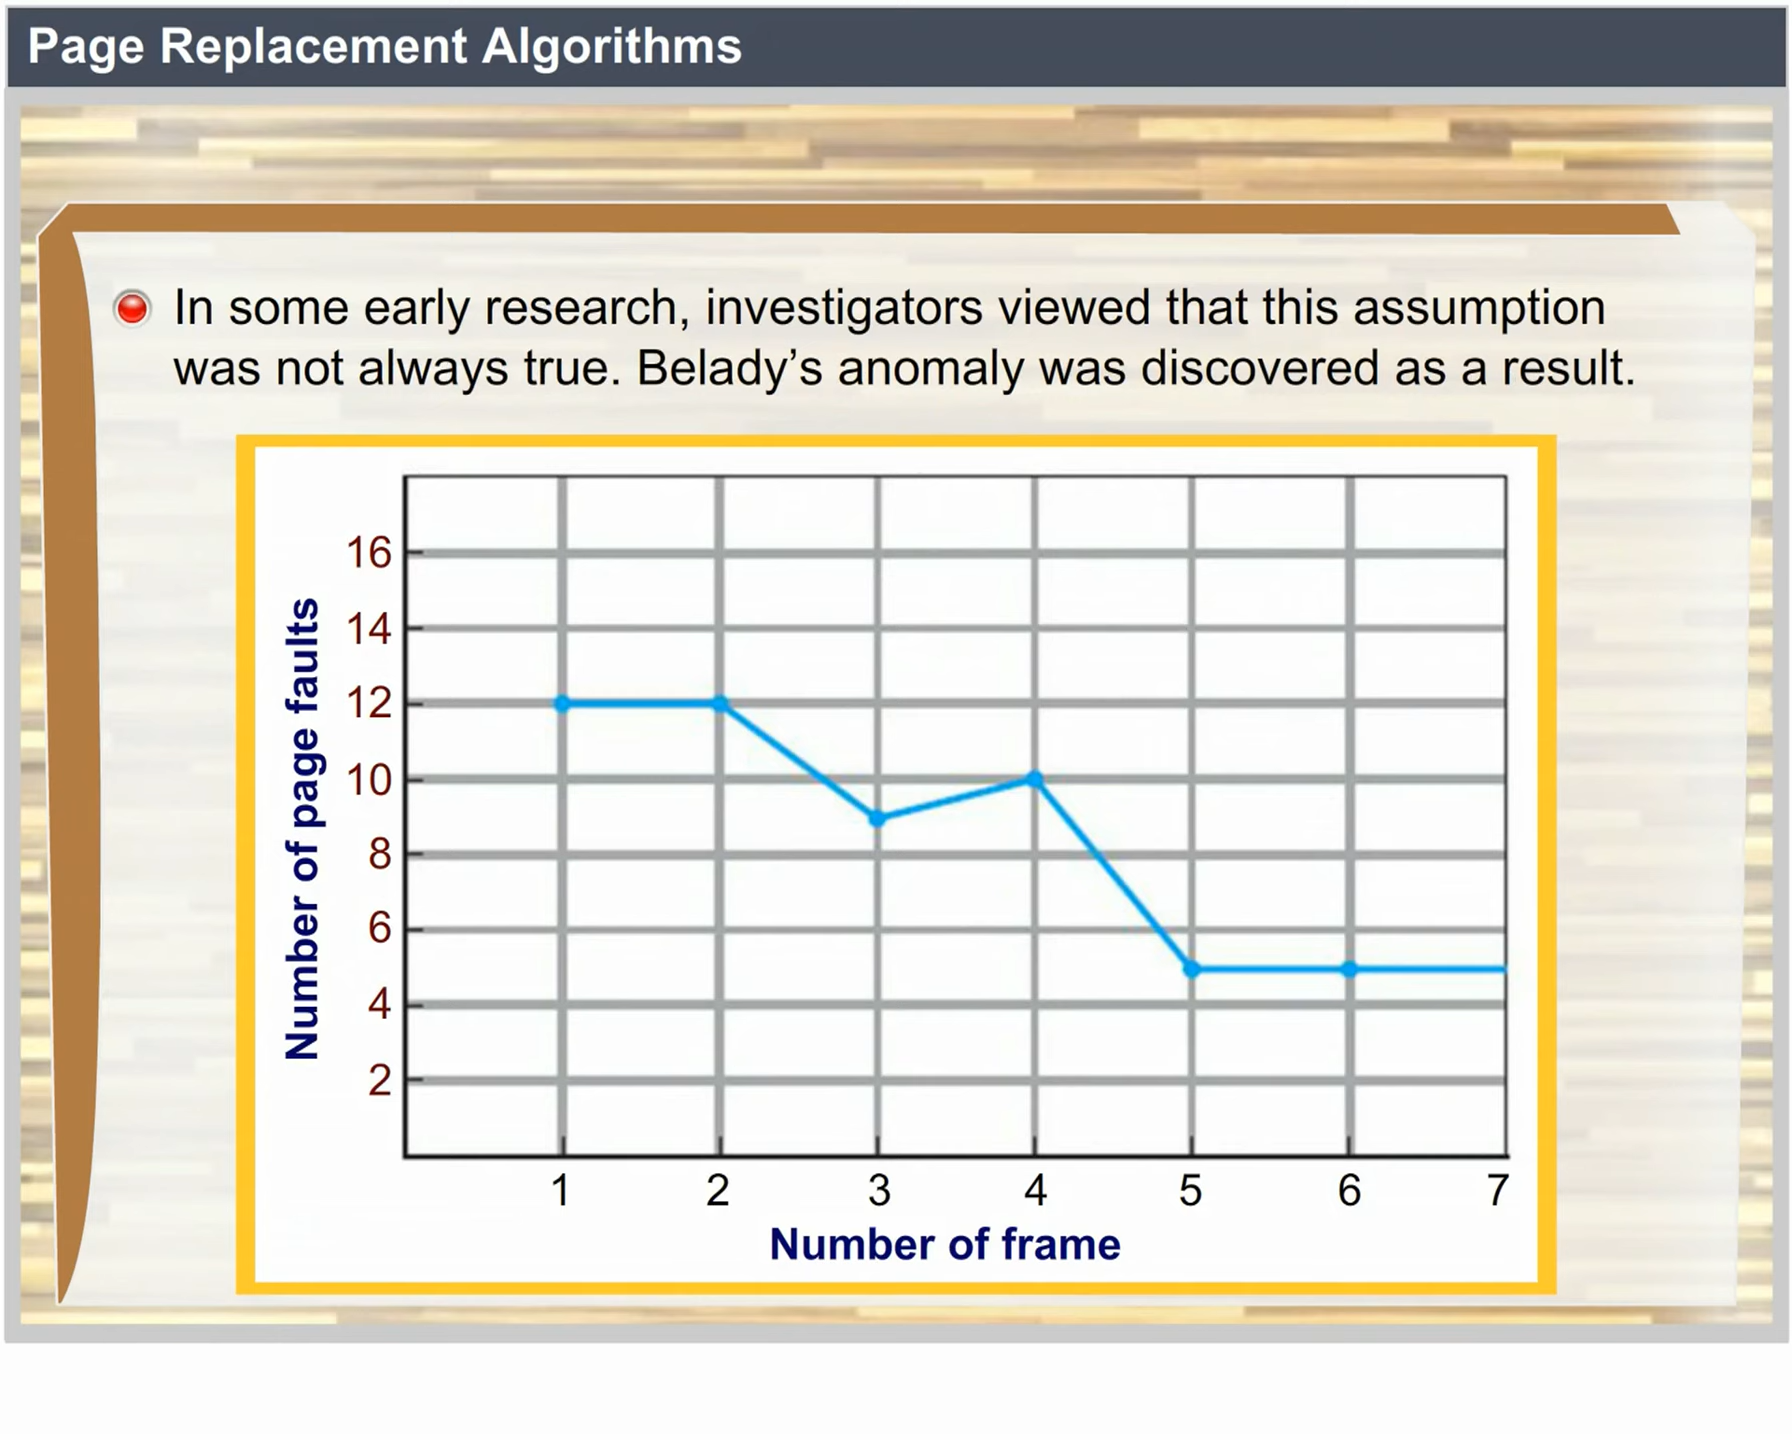 Page Replacement Algorithms
In some early research, investigators viewed that this assumption
was not always true. Belady’s anomaly was discovered as a result.
Number of page faults
16
14
12
10
8
6
4
2
1 2 3 4 5 6 7
Number of frame